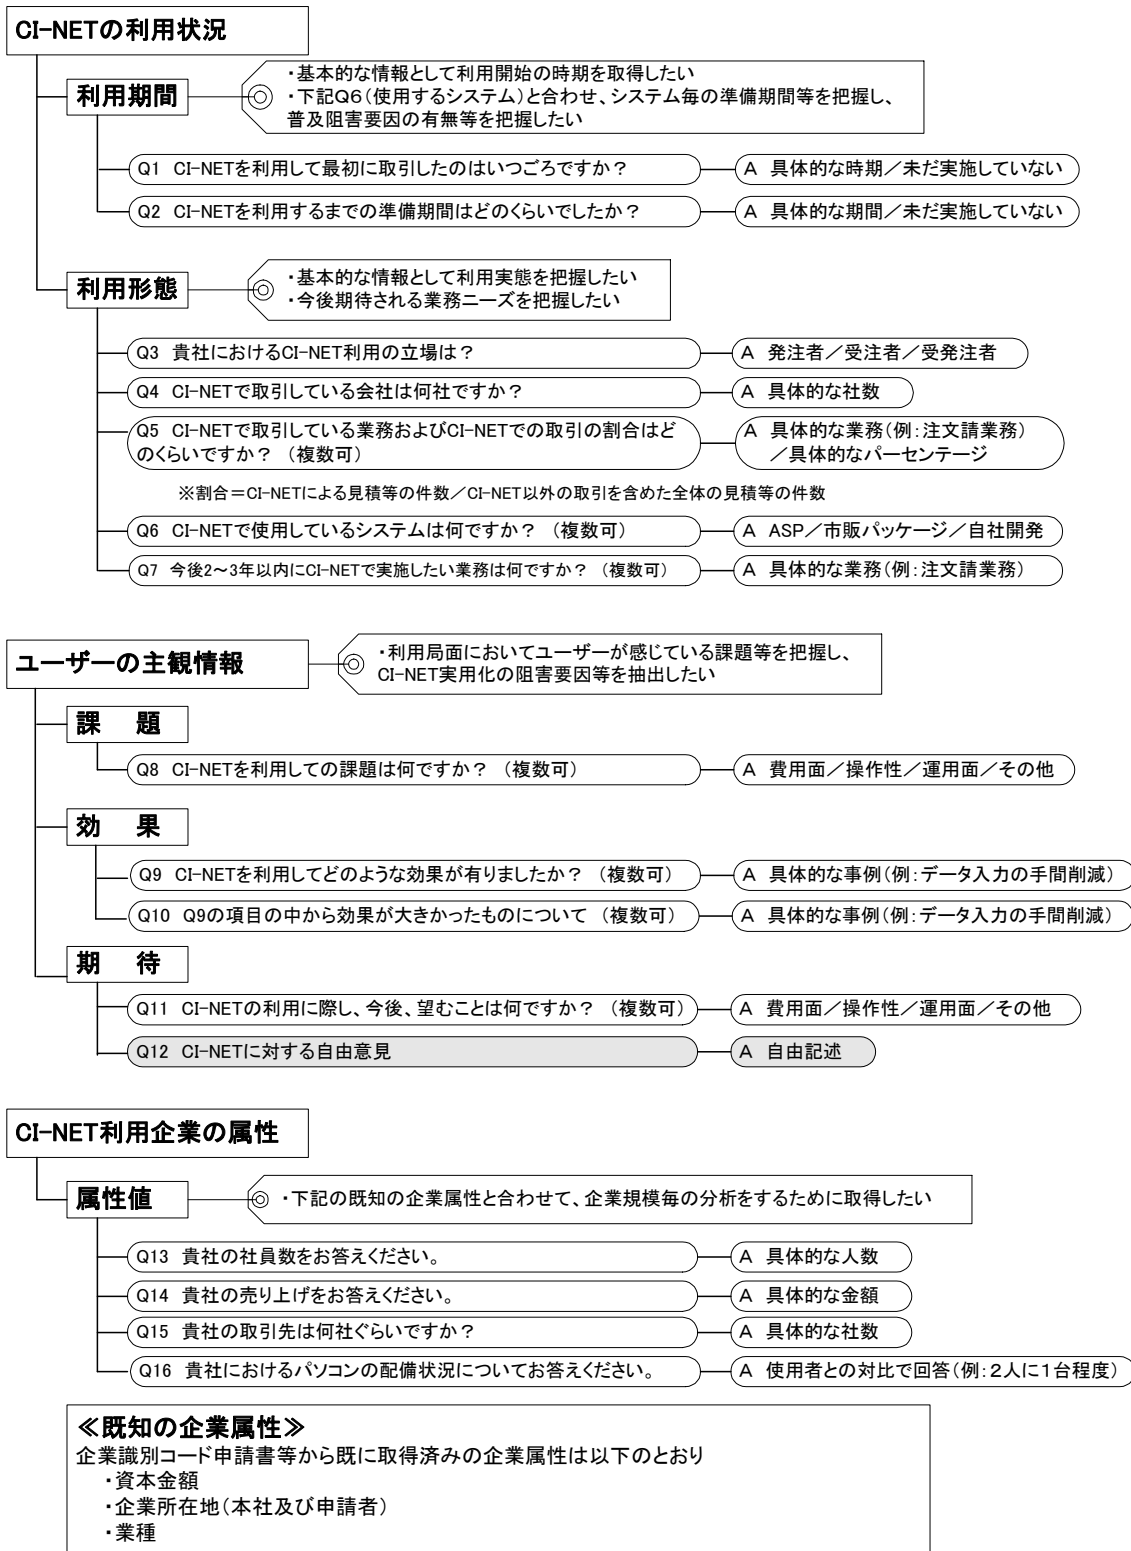 CI-NETの利用状況
利用期間
・基本的な情報として利用開始の時期を取得したい
・下記Q6(使用するシステム)と合わせ、システム毎の準備期間等を把握し、
普及阻害要因の有無等を把握したい
Q1 CI-NETを利用して最初に取引したのはいつごろですか？
A 具体的な時期／未だ実施していない
Q2 CI-NETを利用するまでの準備期間はどのくらいでしたか？
A 具体的な期間／未だ実施していない
利用形態
・基本的な情報として利用実態を把握したい
・今後期待される業務ニーズを把握したい
Q3 貴社におけるCI-NET利用の立場は？
A 発注者／受注者／受発注者
Q4 CI-NETで取引している会社は何社ですか？
A 具体的な社数
Q5 CI-NETで取引している業務およびCI-NETでの取引の割合はど
のくらいですか？ （複数可）
A 具体的な業務(例：注文請業務)
／具体的なパーセンテージ
※割合＝CI-NETによる見積等の件数／CI-NET以外の取引を含めた全体の見積等の件数
Q6 CI-NETで使用しているシステムは何ですか？ （複数可）
A ASP／市販パッケージ／自社開発
Q7 今後2～3年以内にCI-NETで実施したい業務は何ですか？ （複数可）
A 具体的な業務(例：注文請業務)
ユーザーの主観情報
・利用局面においてユーザーが感じている課題等を把握し、
CI-NET実用化の阻害要因等を抽出したい
課 題
Q8 CI-NETを利用しての課題は何ですか？ （複数可）
A 費用面／操作性／運用面／その他
効 果
Q9 CI-NETを利用してどのような効果が有りましたか？ （複数可）
A 具体的な事例(例：データ入力の手間削減)
Q10 Q9の項目の中から効果が大きかったものについて （複数可）
A 具体的な事例(例：データ入力の手間削減)
期 待
Q11 CI-NETの利用に際し、今後、望むことは何ですか？ （複数可）
A 費用面／操作性／運用面／その他
Q12 CI-NETに対する自由意見
A 自由記述
CI-NET利用企業の属性
属性値
・下記の既知の企業属性と合わせて、企業規模毎の分析をするために取得したい
Q13 貴社の社員数をお答えください。
A 具体的な人数
Q14 貴社の売り上げをお答えください。
A 具体的な金額
Q15 貴社の取引先は何社ぐらいですか？
A 具体的な社数
Q16 貴社におけるパソコンの配備状況についてお答えください。
A 使用者との対比で回答(例：２人に１台程度)
≪既知の企業属性≫
企業識別コード申請書等から既に取得済みの企業属性は以下のとおり
・資本金額
・企業所在地(本社及び申請者)
・業種